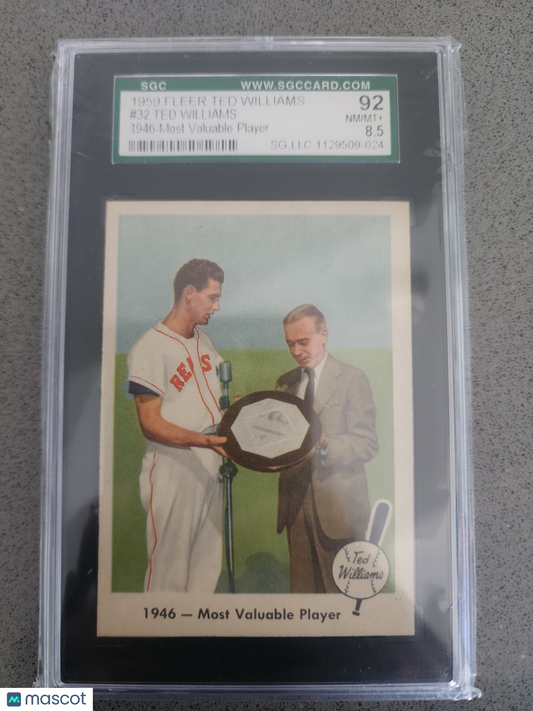 SGC WWW.SGCCARD.COM
1959 FLEER TED WILLIAMS 92
#32 TED WILLIAMS NM/MT+
1946-Most Valuable Player 8.5
SG,LLC 1129509-024
REDS
Ted
Williams
1946 — Most Valuable Player
mascot